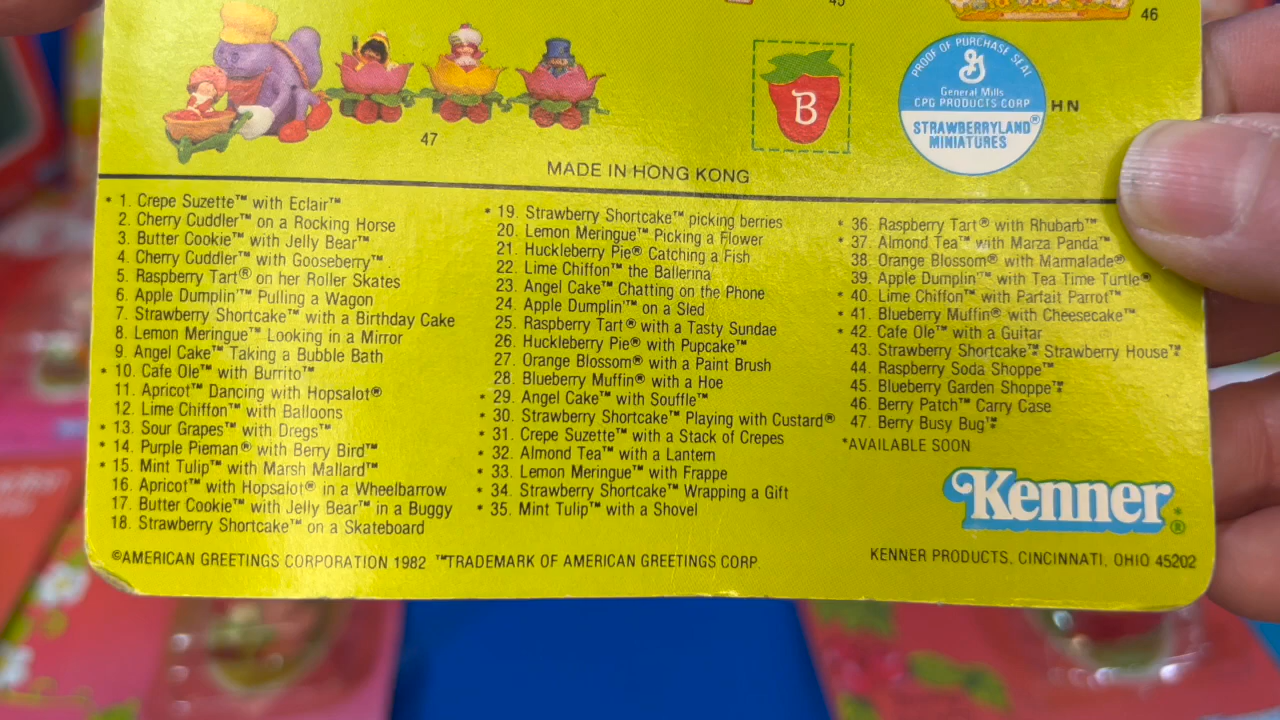 45
46
47
B
PROOF OF PURCHASE SEAL
General Mills
CPG PRODUCTS CORP
STRAWBERRYLAND®
MINIATURES
HN
MADE IN HONG KONG
* 1. Crepe Suzette™ with Eclair™
2. Cherry Cuddler™ on a Rocking Horse
3. Butter Cookie™ with Jelly Bear™
4. Cherry Cuddler™ with Gooseberry™
5. Raspberry Tart® on her Roller Skates
6. Apple Dumplin'™ Pulling a Wagon
7. Strawberry Shortcake™ with a Birthday Cake
8. Lemon Meringue™ Looking in a Mirror
9. Angel Cake™ Taking a Bubble Bath
* 10. Cafe Ole™ with Burrito™
11. Apricot™ Dancing with Hopsalot®
12. Lime Chiffon™ with Balloons
* 13. Sour Grapes™ with Dregs™
* 14. Purple Pieman® with Berry Bird™
* 15. Mint Tulip™ with Marsh Mallard™
16. Apricot™ with Hopsalot® in a Wheelbarrow
17. Butter Cookie™ with Jelly Bear™ in a Buggy
18. Strawberry Shortcake™ on a Skateboard
* 19. Strawberry Shortcake™ picking berries
20. Lemon Meringue™ Picking a Flower
21. Huckleberry Pie® Catching a Fish
22. Lime Chiffon™ the Ballerina
23. Angel Cake™ Chatting on the Phone
24. Apple Dumplin'™ on a Sled
25. Raspberry Tart® with a Tasty Sundae
26. Huckleberry Pie® with Pupcake™
27. Orange Blossom® with a Paint Brush
28. Blueberry Muffin® with a Hoe
* 29. Angel Cake™ with Souffle™
* 30. Strawberry Shortcake™ Playing with Custard®
* 31. Crepe Suzette™ with a Stack of Crepes
* 32. Almond Tea™ with a Lantern
* 33. Lemon Meringue™ with Frappe
* 34. Strawberry Shortcake™ Wrapping a Gift
* 35. Mint Tulip™ with a Shovel
* 36. Raspberry Tart® with Rhubarb™
* 37. Almond Tea™ with Marza Panda™
38. Orange Blossom® with Marmalade®
39. Apple Dumplin'™ with Tea Time Turtle®
* 40. Lime Chiffon™ with Parfait Parrot™
* 41. Blueberry Muffin® with Cheesecake™
* 42. Cafe Ole™ with a Guitar
43. Strawberry Shortcake™* Strawberry House™*
44. Raspberry Soda Shoppe™
45. Blueberry Garden Shoppe™*
46. Berry Patch™ Carry Case
47. Berry Busy Bug™*
*AVAILABLE SOON
Kenner*®
©AMERICAN GREETINGS CORPORATION 1982 ™TRADEMARK OF AMERICAN GREETINGS CORP.
KENNER PRODUCTS, CINCINNATI, OHIO 45202